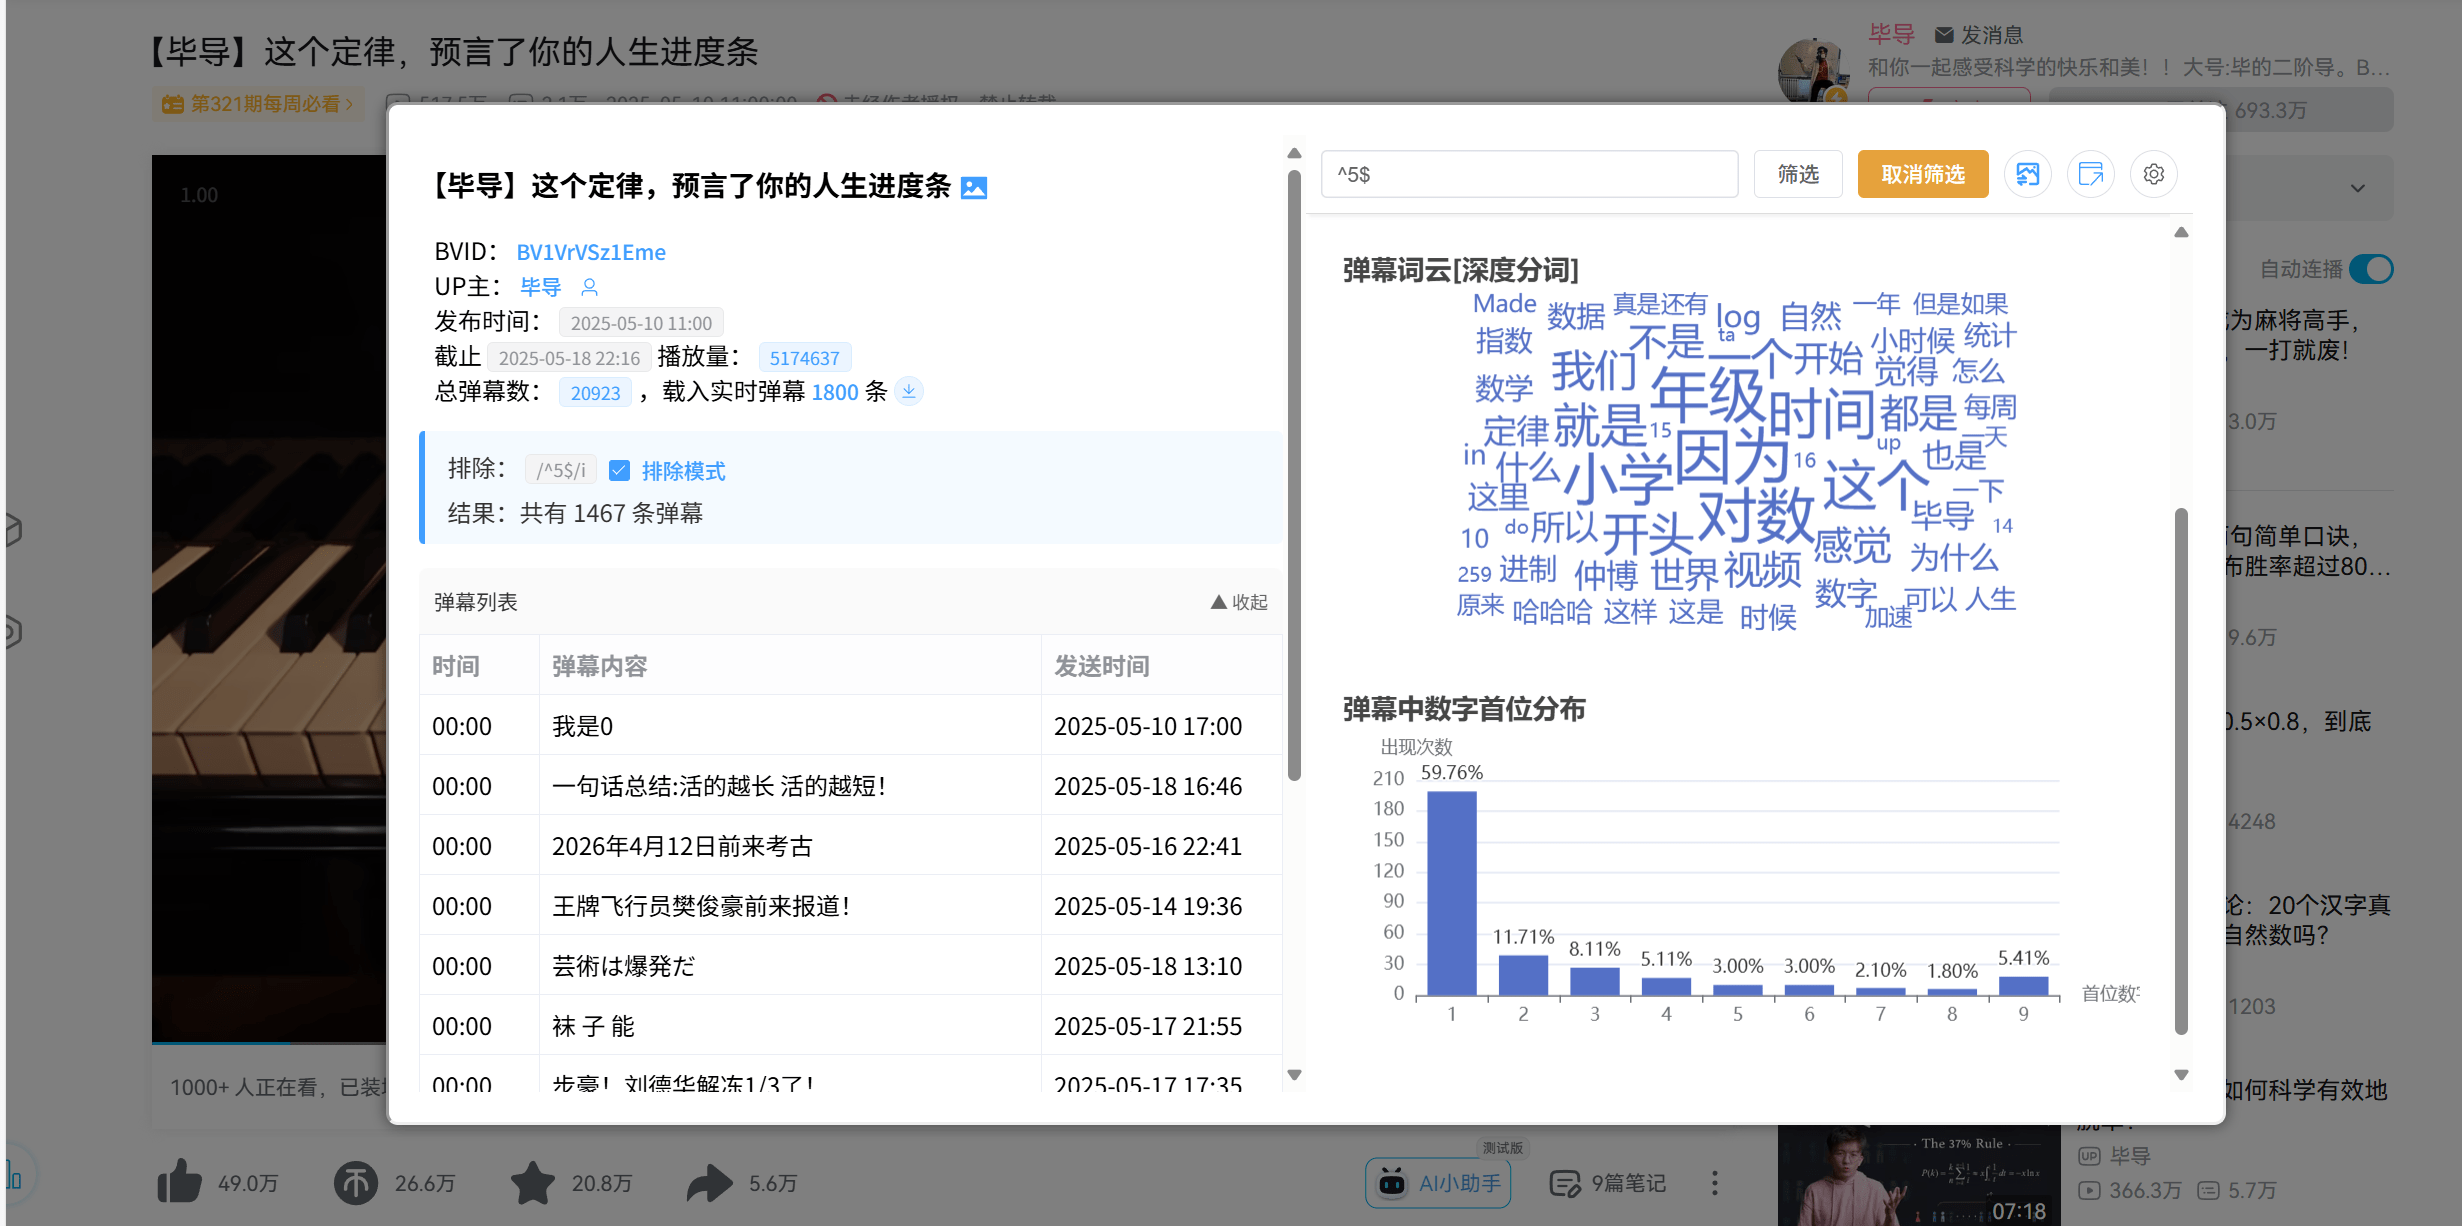 【毕导】这个定律，预言了你的人生进度条
第321期每周必看
毕导 发消息
和你一起感受科学的快乐和美！！大号:毕的二阶导。B...
693.3万
1.00
自动连播
为麻将高手，
，一打就废！
3.0万
句简单口诀，
布胜率超过80...
9.6万
0.5×0.8，到底
4248
论：20个汉字真
自然数吗？
1203
如何科学有效地
毕导
366.3万 5.7万
· The 37% Rule ·
07:18
1000+ 人正在看，已装
49.0万
26.6万
20.8万
5.6万
测试版
AI小助手
9篇笔记
【毕导】这个定律，预言了你的人生进度条
BVID： BV1VrVSz1Eme
UP主： 毕导
发布时间： 2025-05-10 11:00
截止 2025-05-18 22:16 播放量： 5174637
总弹幕数： 20923 ，载入实时弹幕 1800 条
排除： /^5$/i 排除模式
结果：共有 1467 条弹幕
弹幕列表 ▲收起
时间 弹幕内容 发送时间
00:00 我是0 2025-05-10 17:00
00:00 一句话总结:活的越长 活的越短！ 2025-05-18 16:46
00:00 2026年4月12日前来考古 2025-05-16 22:41
00:00 王牌飞行员樊俊豪前来报道！ 2025-05-14 19:36
00:00 芸術は爆発だ 2025-05-18 13:10
00:00 袜 子 能 2025-05-17 21:55
00:00 步豪！刘德华解冻1/3了！ 2025-05-17 17:35
^5$ 筛选 取消筛选
弹幕词云[深度分词]
Made 数据 真是还有 log 自然 一年 但是如果
指数 不是 ta 一个 开始 小时候 统计
数学 我们 年级 时间 觉得 怎么
定律 就是 15 都是 每周
in 什么 小学 因为 16 up 也是 一天
这里 对数 这个 一下
10 do 所以 开头 感觉 毕导 14
259 进制 仲博 世界 视频 为什么
原来 哈哈哈 这样 这是 时候 数字 加速 可以 人生
弹幕中数字首位分布
出现次数
210
180
150
120
90
60
30
0
59.76%
11.71%
8.11%
5.11%
3.00%
3.00%
2.10%
1.80%
5.41%
1 2 3 4 5 6 7 8 9
首位数